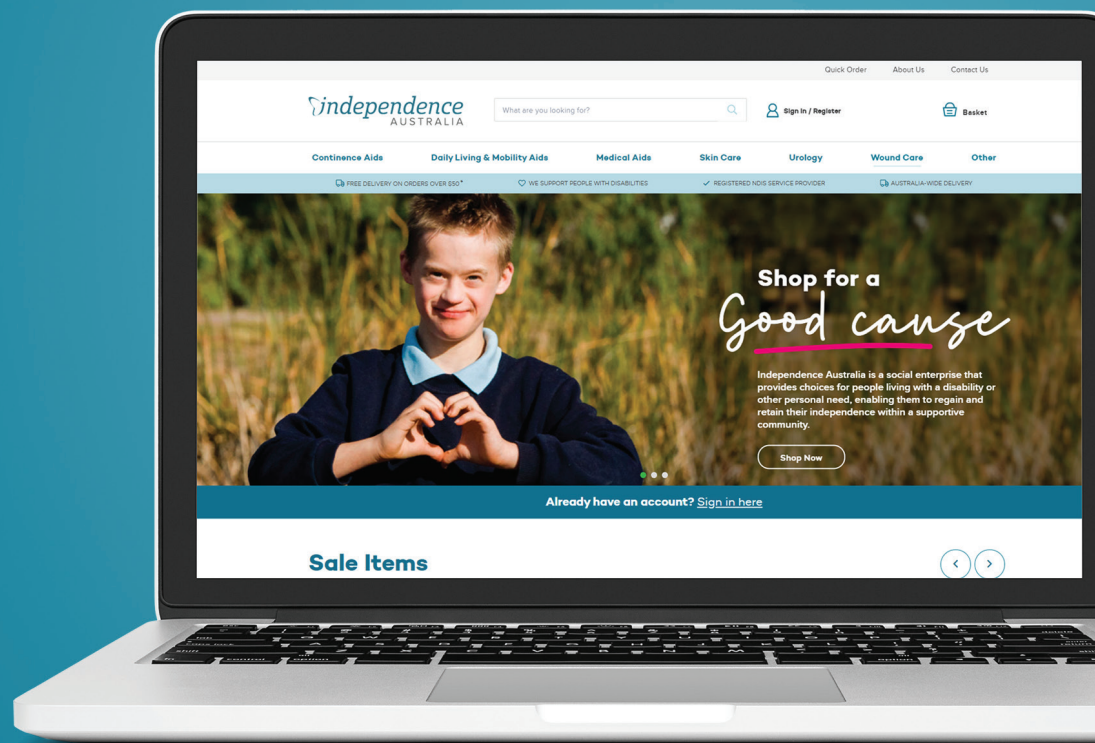 Quick Order About Us Contact Us
independence
AUSTRALIA
What are you looking for?
Sign In / Register
Basket
Continence Aids Daily Living & Mobility Aids Medical Aids Skin Care Urology Wound Care Other
FREE DELIVERY ON ORDERS OVER $50* WE SUPPORT PEOPLE WITH DISABILITIES REGISTERED NDIS SERVICE PROVIDER AUSTRALIA-WIDE DELIVERY
Shop for a
Good cause
Independence Australia is a social enterprise that
provides choices for people living with a disability or
other personal need, enabling them to regain and
retain their independence within a supportive
community.
Shop Now
Already have an account? Sign in here
Sale Items